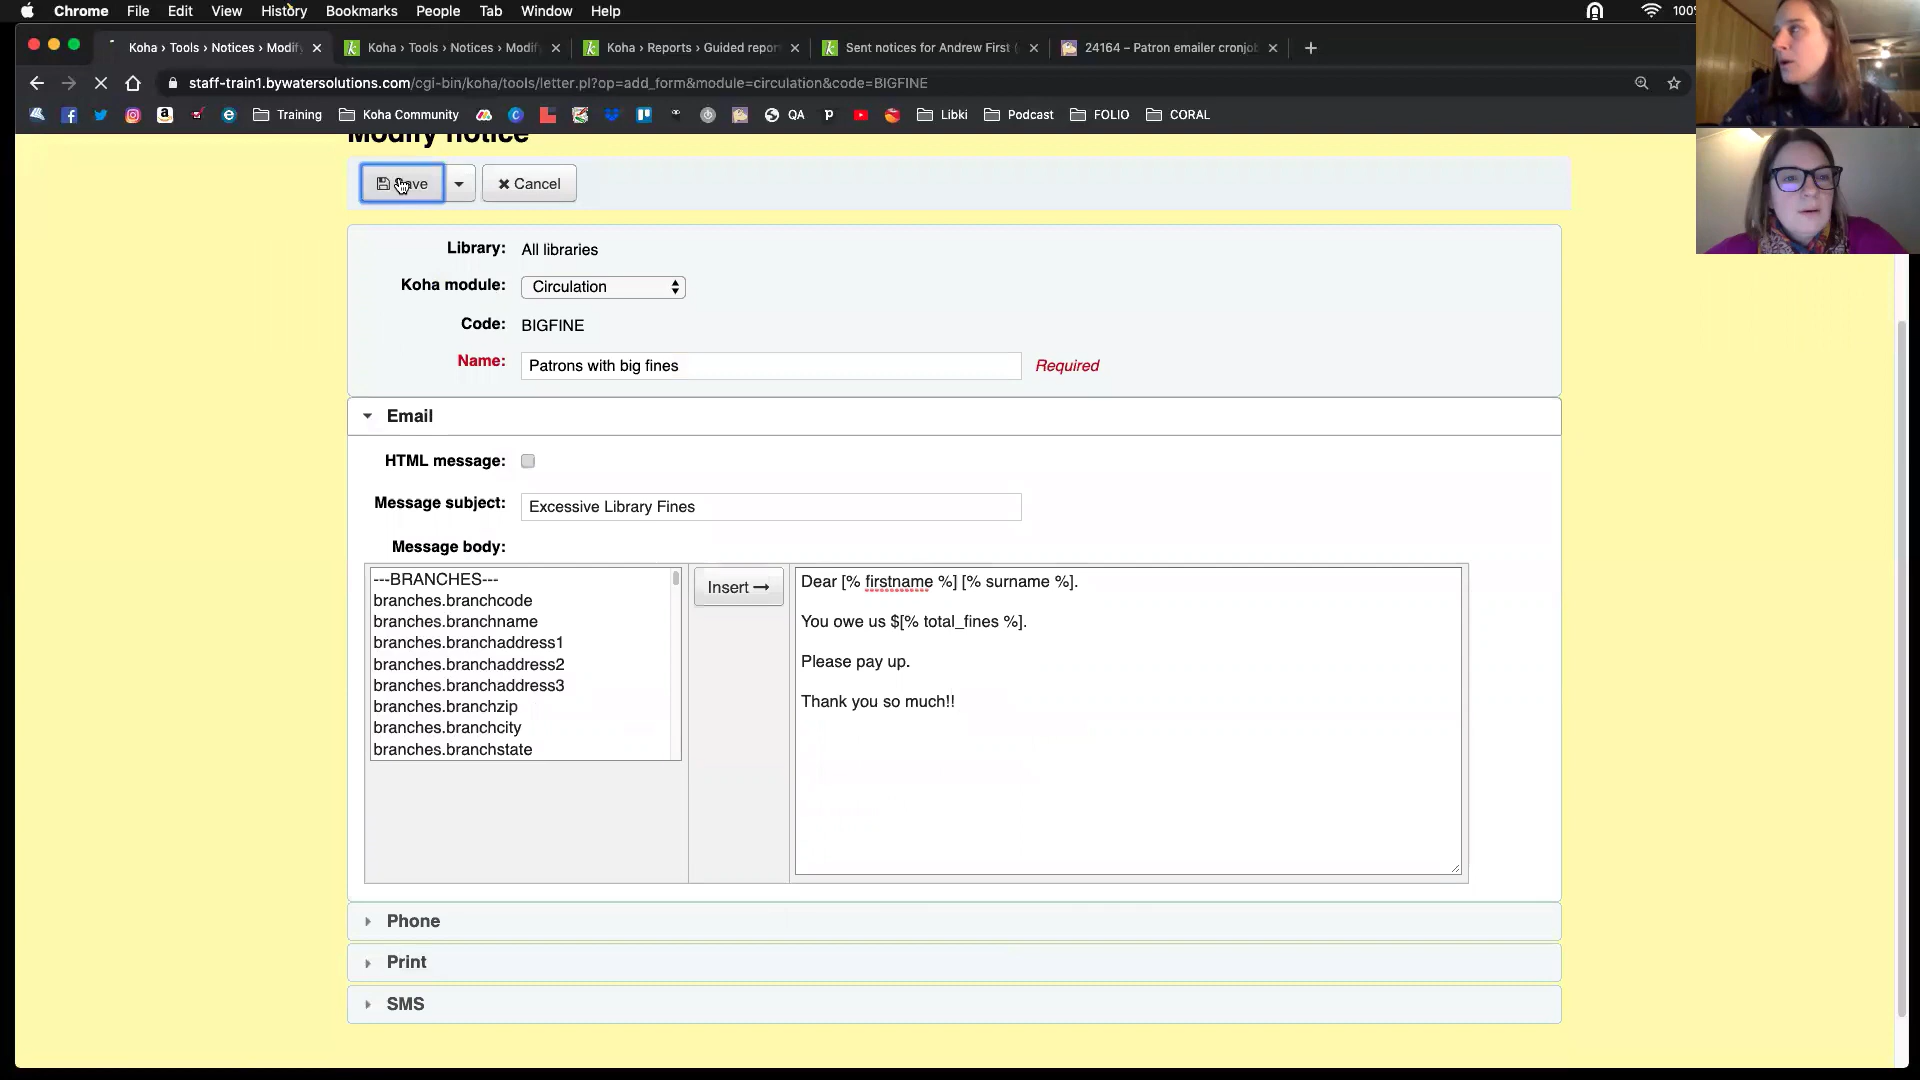 Chrome File Edit View History Bookmarks People Tab Window Help 100%
Koha › Tools › Notices › Modify Koha › Tools › Notices › Modif Koha › Reports › Guided repor Sent notices for Andrew First ( 24164 – Patron emailer cronjob
staff-train1.bywatersolutions.com/cgi-bin/koha/tools/letter.pl?op=add_form&module=circulation&code=BIGFINE
Training Koha Community QA Libki Podcast FOLIO CORAL
Modify notice
Save Cancel
Library: All libraries
Koha module: Circulation
Code: BIGFINE
Name: Patrons with big fines Required
Email
HTML message:
Message subject: Excessive Library Fines
Message body:
---BRANCHES---
branches.branchcode
branches.branchname
branches.branchaddress1
branches.branchaddress2
branches.branchaddress3
branches.branchzip
branches.branchcity
branches.branchstate
Insert →
Dear [% firstname %] [% surname %].
You owe us $[% total_fines %].
Please pay up.
Thank you so much!!
Phone
Print
SMS